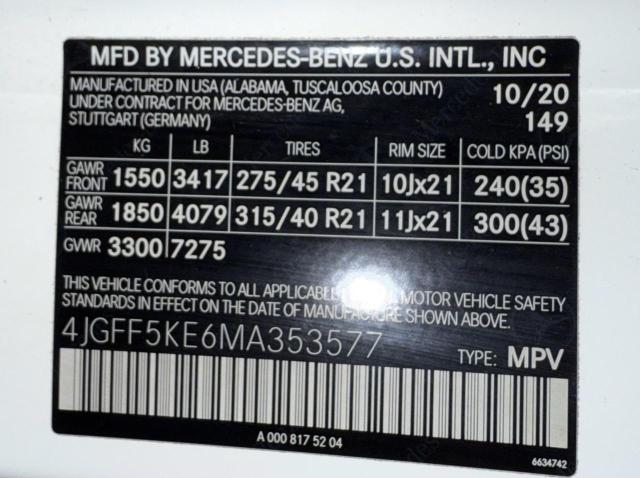 MFD BY MERCEDES-BENZ U.S. INTL., INC
MANUFACTURED IN USA (ALABAMA, TUSCALOOSA COUNTY) 10/20
UNDER CONTRACT FOR MERCEDES-BENZ AG,
STUTTGART (GERMANY) 149
KG LB TIRES RIM SIZE COLD KPA(PSI)
GAWR FRONT 1550 3417 275/45 R21 10Jx21 240(35)
GAWR REAR 1850 4079 315/40 R21 11Jx21 300(43)
GVWR 3300 7275
THIS VEHICLE CONFORMS TO ALL APPLICABLE MOTOR VEHICLE SAFETY
STANDARDS IN EFFECT ON THE DATE OF MANUFACTURE SHOWN ABOVE.
4JGFF5KE6MA353577 TYPE: MPV
A 000 817 52 04
6634742